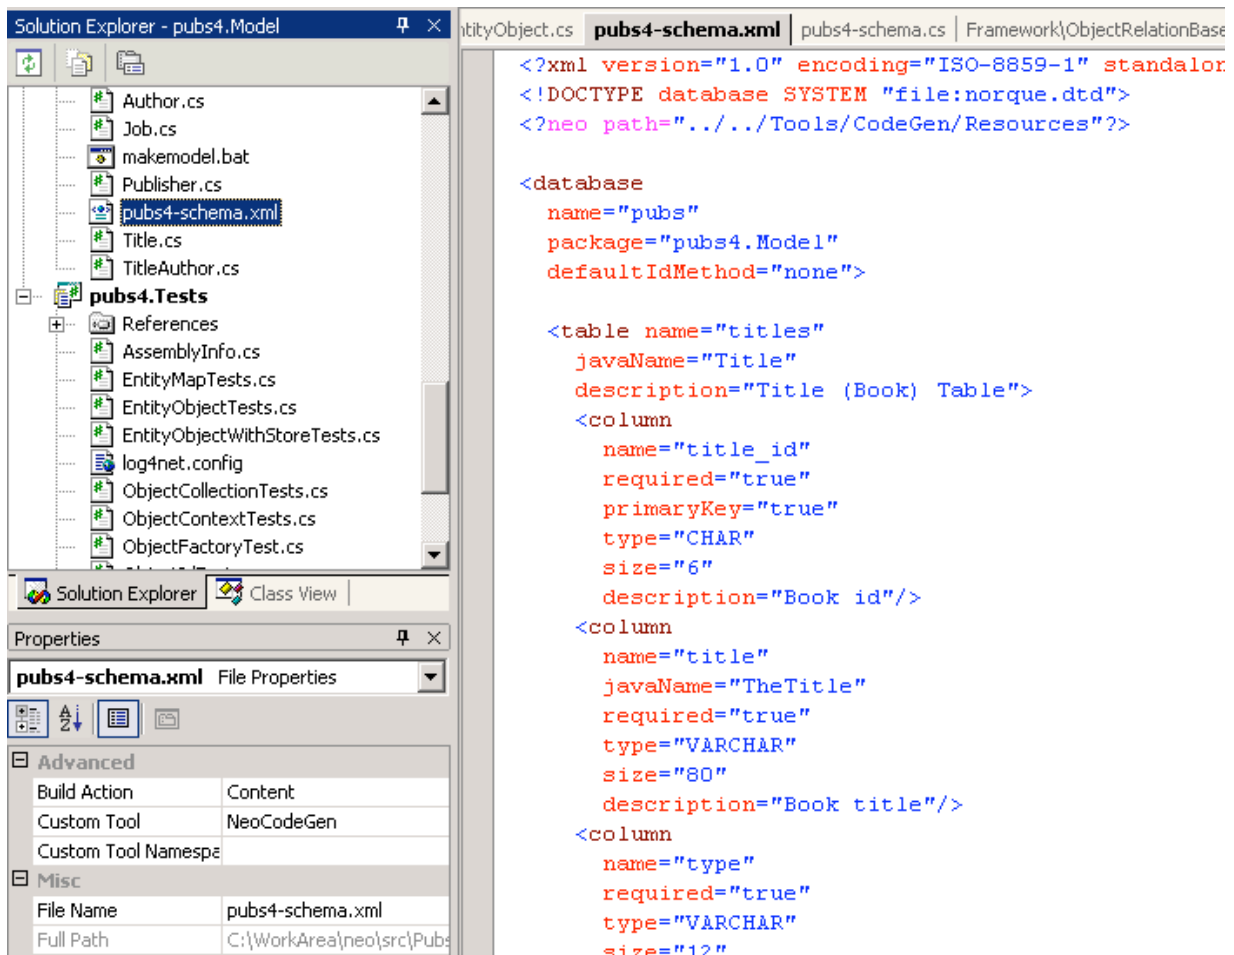 Solution Explorer - pubs4.Model
Author.cs
Job.cs
makemodel.bat
Publisher.cs
pubs4-schema.xml
Title.cs
TitleAuthor.cs
pubs4.Tests
References
AssemblyInfo.cs
EntityMapTests.cs
EntityObjectTests.cs
EntityObjectWithStoreTests.cs
log4net.config
ObjectCollectionTests.cs
ObjectContextTests.cs
ObjectFactoryTest.cs
Solution Explorer Class View
Properties
pubs4-schema.xml File Properties
Advanced
Build Action Content
Custom Tool NeoCodeGen
Custom Tool Namespa
Misc
File Name pubs4-schema.xml
Full Path C:\WorkArea\neo\src\Pubs
ntityObject.cs pubs4-schema.xml pubs4-schema.cs Framework\ObjectRelationBase
<?xml version="1.0" encoding="ISO-8859-1" standalon
<!DOCTYPE database SYSTEM "file:norque.dtd">
<?neo path="../../Tools/CodeGen/Resources"?>
<database
name="pubs"
package="pubs4.Model"
defaultIdMethod="none">
<table name="titles"
javaName="Title"
description="Title (Book) Table">
<column
name="title_id"
required="true"
primaryKey="true"
type="CHAR"
size="6"
description="Book id"/>
<column
name="title"
javaName="TheTitle"
required="true"
type="VARCHAR"
size="80"
description="Book title"/>
<column
name="type"
required="true"
type="VARCHAR"
size="12"